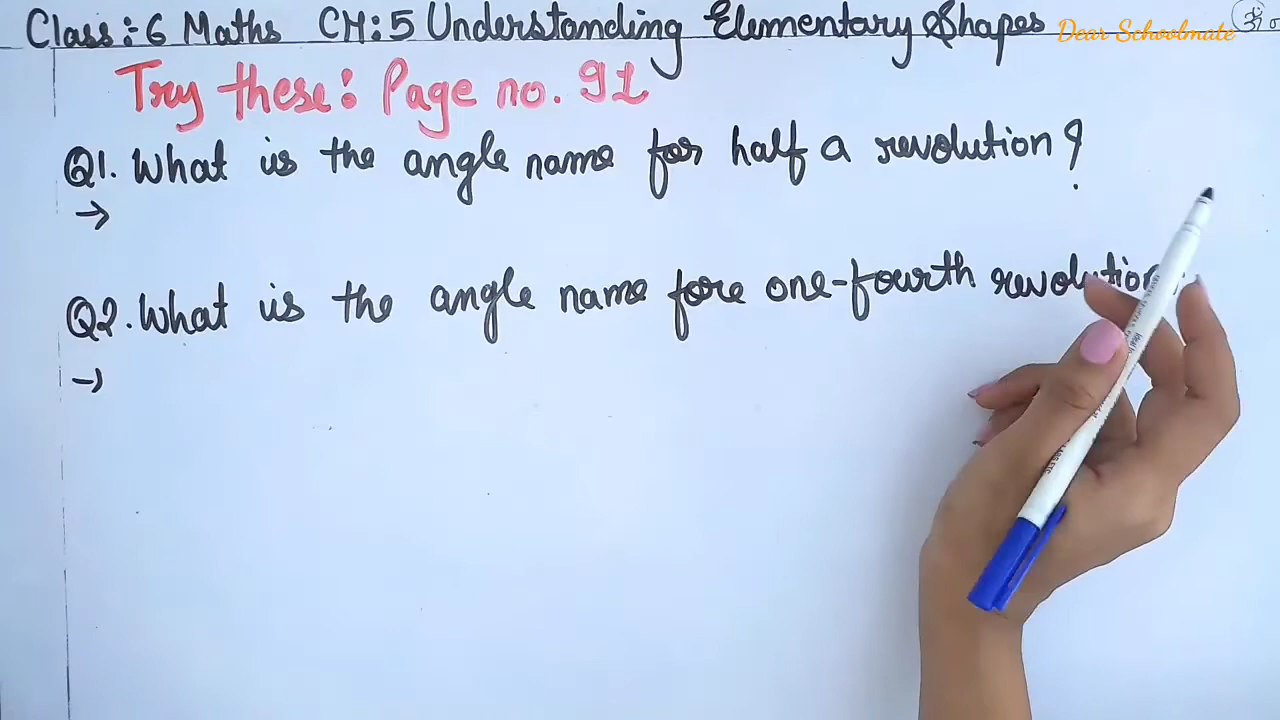 Class:-6 Maths CH:5 Understanding Elementary Shapes
Dear Schoolmate
ॐ
Try these: Page no. 91
Q1. What is the angle name for half a revolution?
→
Q2. What is the angle name fore one-fourth revolution
→